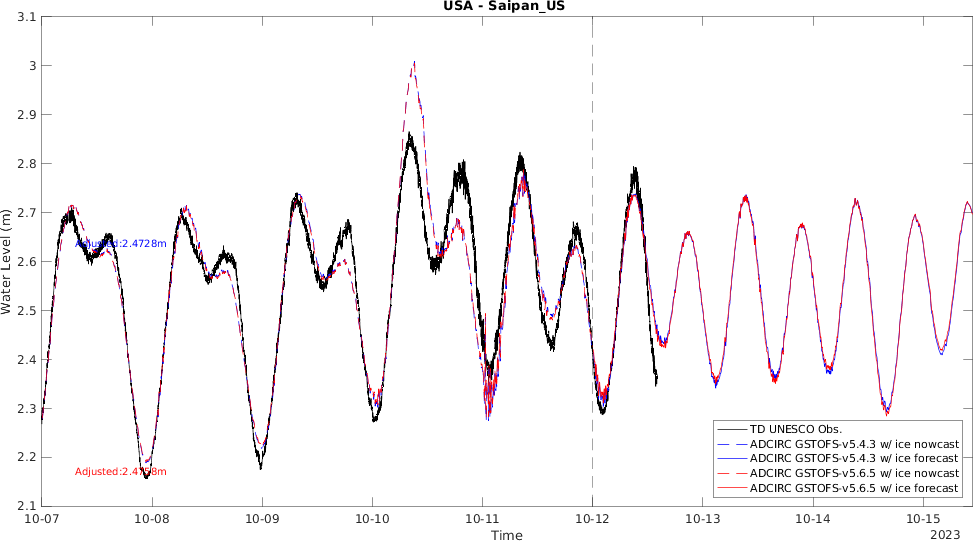 USA - Saipan_US
3.1
3
2.9
2.8
2.7
2.6
2.5
2.4
2.3
2.2
2.1
Water Level (m)
Adjusted:2.4728m
Adjusted:2.4758m
TD UNESCO Obs.
ADCIRC GSTOFS-v5.4.3 w/ ice nowcast
ADCIRC GSTOFS-v5.4.3 w/ ice forecast
ADCIRC GSTOFS-v5.6.5 w/ ice nowcast
ADCIRC GSTOFS-v5.6.5 w/ ice forecast
10-07 10-08 10-09 10-10 10-11 10-12 10-13 10-14 10-15
Time
2023